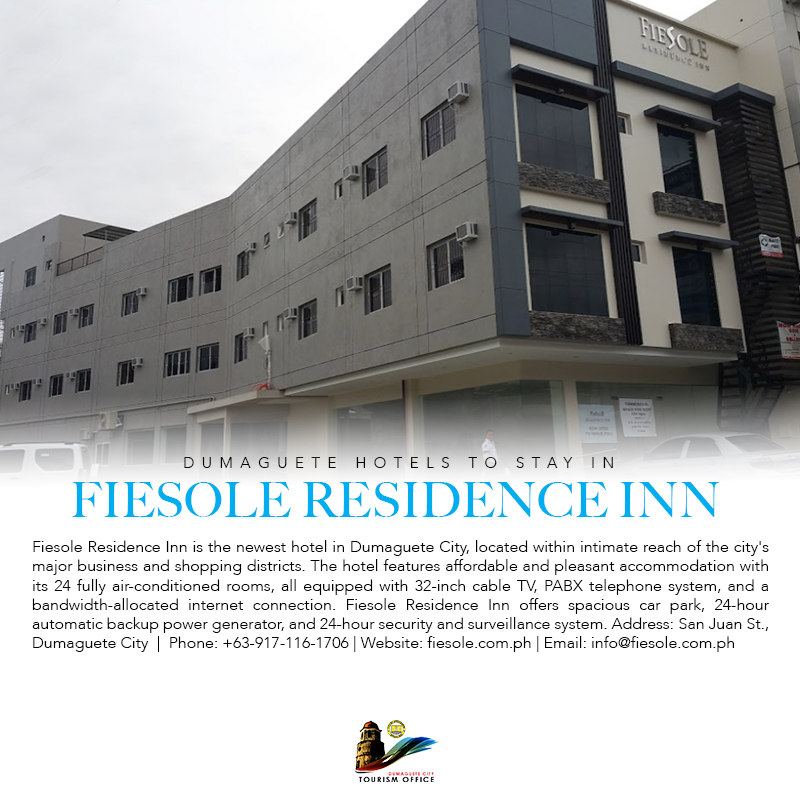 FIESOLE
RESIDENCE INN
DUMAGUETE HOTELS TO STAY IN
FIESOLE RESIDENCE INN
Fiesole Residence Inn is the newest hotel in Dumaguete City, located within intimate reach of the city's
major business and shopping districts. The hotel features affordable and pleasant accommodation with
its 24 fully air-conditioned rooms, all equipped with 32-inch cable TV, PABX telephone system, and a
bandwidth-allocated internet connection. Fiesole Residence Inn offers spacious car park, 24-hour
automatic backup power generator, and 24-hour security and surveillance system. Address: San Juan St.,
Dumaguete City | Phone: +63-917-116-1706 | Website: fiesole.com.ph | Email: info@fiesole.com.ph
DUMAGUETE CITY
TOURISM OFFICE